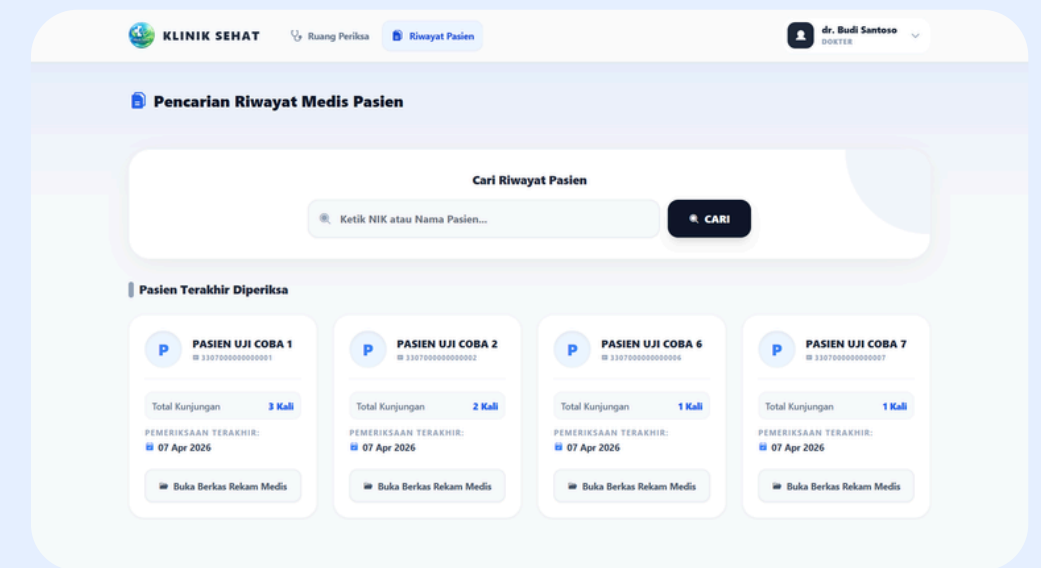 KLINIK SEHAT
Ruang Periksa
Riwayat Pasien
dr. Budi Santoso
DOKTER
Pencarian Riwayat Medis Pasien
Cari Riwayat Pasien
Ketik NIK atau Nama Pasien...
CARI
Pasien Terakhir Diperiksa
P
PASIEN UJI COBA 1
3307000000000001
Total Kunjungan 3 Kali
PEMERIKSAAN TERAKHIR:
07 Apr 2026
Buka Berkas Rekam Medis
P
PASIEN UJI COBA 2
3307000000000002
Total Kunjungan 2 Kali
PEMERIKSAAN TERAKHIR:
07 Apr 2026
Buka Berkas Rekam Medis
P
PASIEN UJI COBA 6
3307000000000006
Total Kunjungan 1 Kali
PEMERIKSAAN TERAKHIR:
07 Apr 2026
Buka Berkas Rekam Medis
P
PASIEN UJI COBA 7
3307000000000007
Total Kunjungan 1 Kali
PEMERIKSAAN TERAKHIR:
07 Apr 2026
Buka Berkas Rekam Medis